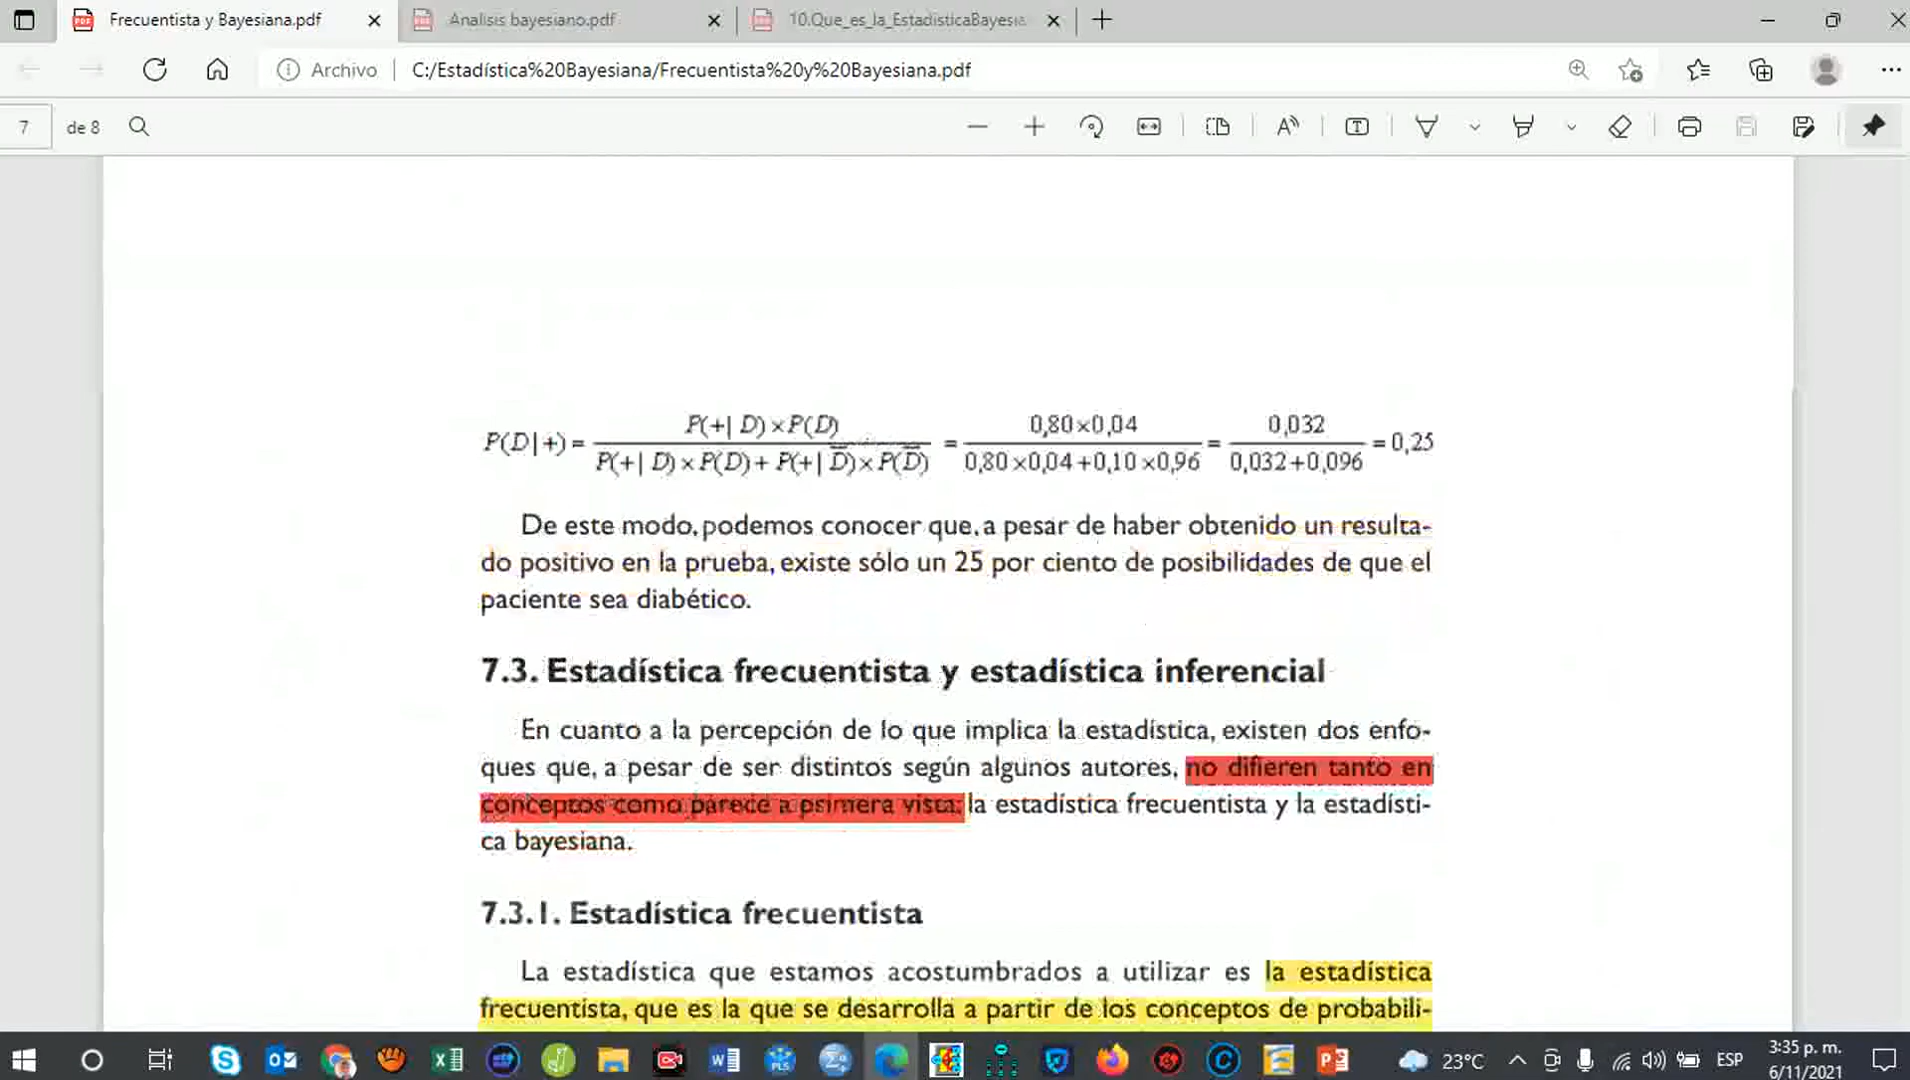 Frecuentista y Bayesiana.pdf
Analisis bayesiano.pdf
10.Que_es_la_EstadisticaBayesia
Archivo
C:/Estadística%20Bayesiana/Frecuentista%20y%20Bayesiana.pdf
7 de 8
P(D|+) = P(+| D)×P(D) / P(+| D)×P(D)+ P(+| D̅)×P(D̅) = 0,80×0,04 / 0,80×0,04+0,10×0,96 = 0,032 / 0,032+0,096 = 0,25
De este modo, podemos conocer que, a pesar de haber obtenido un resulta-
do positivo en la prueba, existe sólo un 25 por ciento de posibilidades de que el
paciente sea diabético.
7.3. Estadística frecuentista y estadística inferencial
En cuanto a la percepción de lo que implica la estadística, existen dos enfo-
ques que, a pesar de ser distintos según algunos autores, no difieren tanto en
conceptos como parece a primera vista: la estadística frecuentista y la estadísti-
ca bayesiana.
7.3.1. Estadística frecuentista
La estadística que estamos acostumbrados a utilizar es la estadística
frecuentista, que es la que se desarrolla a partir de los conceptos de probabili-
23°C
ESP
3:35 p. m.
6/11/2021